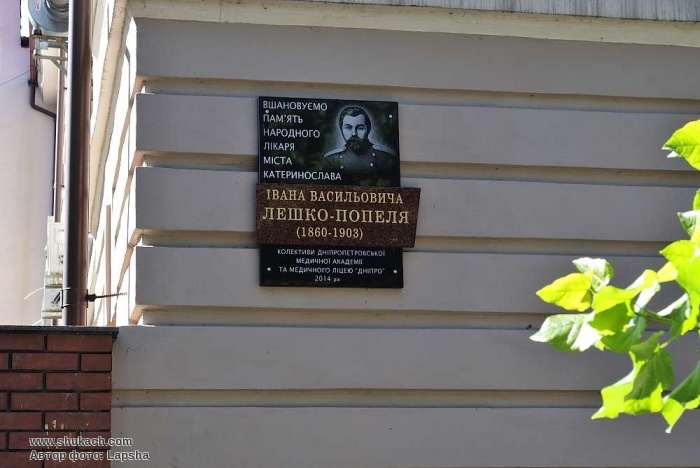 ВШАНОВУЄМО
ПАМ'ЯТЬ
НАРОДНОГО
ЛІКАРЯ
МІСТА
КАТЕРИНОСЛАВА
ІВАНА ВАСИЛЬОВИЧА
ЛЕШКО-ПОПЕЛЯ
(1860-1903)
КОЛЕКТИВИ ДНІПРОПЕТРОВСЬКОЇ
МЕДИЧНОЇ АКАДЕМІЇ
ТА МЕДИЧНОГО ЛІЦЕЮ "ДНІПРО"
2014 рік
www.shukach.com
Автор фото: Lapsha